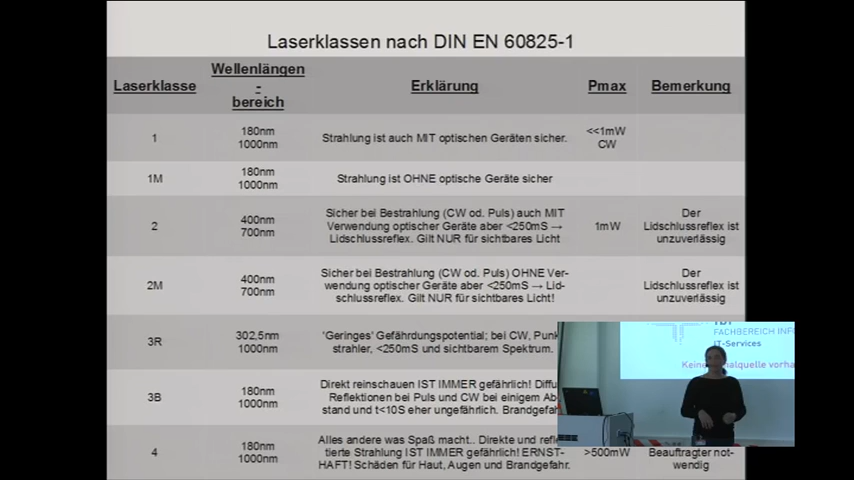 Laserklassen nach DIN EN 60825-1
Laserklasse
Wellenlängen
-
bereich
Erklärung
Pmax
Bemerkung
1
180nm
1000nm
Strahlung ist auch MIT optischen Geräten sicher.
<<1mW
CW
1M
180nm
1000nm
Strahlung ist OHNE optische Geräte sicher
2
400nm
700nm
Sicher bei Bestrahlung (CW od. Puls) auch MIT
Verwendung optischer Geräte aber <250mS →
Lidschlussreflex. Gilt NUR für sichtbares Licht
1mW
Der
Lidschlussreflex ist
unzuverlässig
2M
400nm
700nm
Sicher bei Bestrahlung (CW od. Puls) OHNE Ver-
wendung optischer Geräte aber <250mS → Lid-
schlussreflex. Gilt NUR für sichtbares Licht!
Der
Lidschlussreflex ist
unzuverlässig
3R
302,5nm
1000nm
'Geringes' Gefährdungspotential; bei CW, Punk
strahler, <250mS und sichtbarem Spektrum.
3B
180nm
1000nm
Direkt reinschauen IST IMMER gefährlich! Diffu
Reflektionen bei Puls und CW bei einigem Ab
stand und t<10S eher ungefährlich. Brandgefah
4
180nm
1000nm
Alles andere was Spaß macht.. Direkte und refle
tierte Strahlung IST IMMER gefährlich! ERNST-
HAFT! Schäden für Haut, Augen und Brandgefahr.
>500mW
Beauftragter not-
wendig
FACHBEREICH INFO
IT-Services